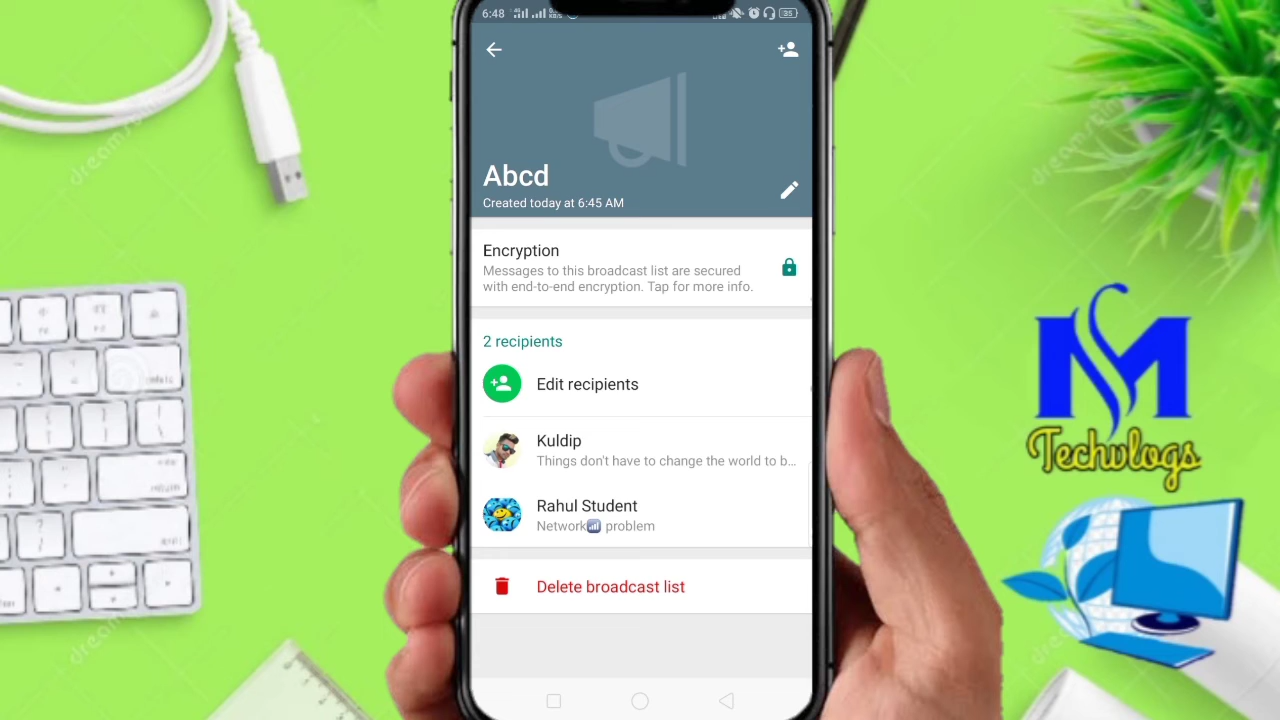 6:48
35
Abcd
Created today at 6:45 AM
Encryption
Messages to this broadcast list are secured
with end-to-end encryption. Tap for more info.
2 recipients
Edit recipients
Kuldip
Things don't have to change the world to b...
Rahul Student
Network📶 problem
Delete broadcast list
M
Techvlogs
dreamstime